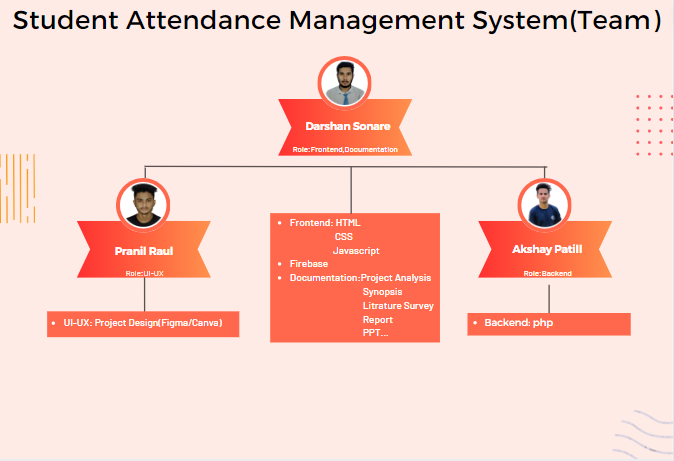 Student Attendance Management System(Team)
Darshan Sonare
Role: Frontend,Documentation
Pranil Raul
Role:UI-UX
Akshay Patill
Role:Backend
• Frontend: HTML
CSS
Javascript
• Firebase
• Documentation:Project Analysis
Synopsis
Litrature Survey
Report
PPT...
• UI-UX: Project Design(Figma/Canva)
• Backend: php